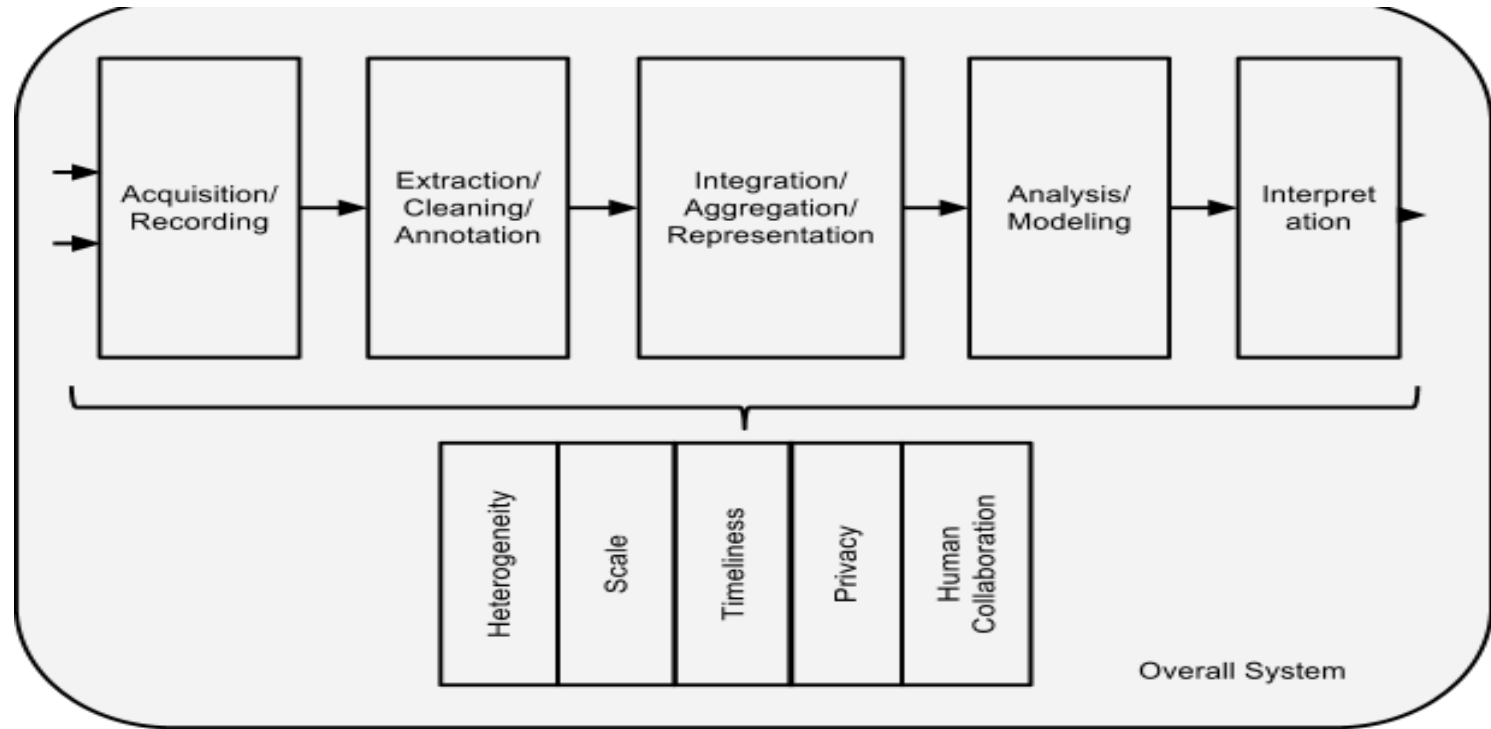 Acquisition/
Recording
Extraction/
Cleaning/
Annotation
Integration/
Aggregation/
Representation
Analysis/
Modeling
Interpret
ation
Heterogeneity
Scale
Timeliness
Privacy
Human
Collaboration
Overall System